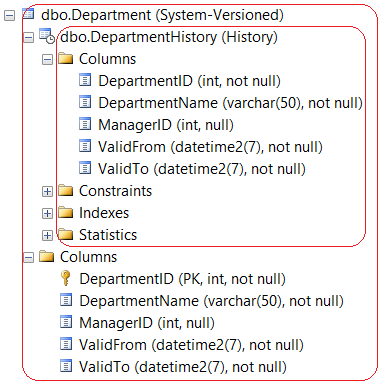 dbo.Department (System-Versioned)
dbo.DepartmentHistory (History)
Columns
DepartmentID (int, not null)
DepartmentName (varchar(50), not null)
ManagerID (int, null)
ValidFrom (datetime2(7), not null)
ValidTo (datetime2(7), not null)
Constraints
Indexes
Statistics
Columns
DepartmentID (PK, int, not null)
DepartmentName (varchar(50), not null)
ManagerID (int, null)
ValidFrom (datetime2(7), not null)
ValidTo (datetime2(7), not null)